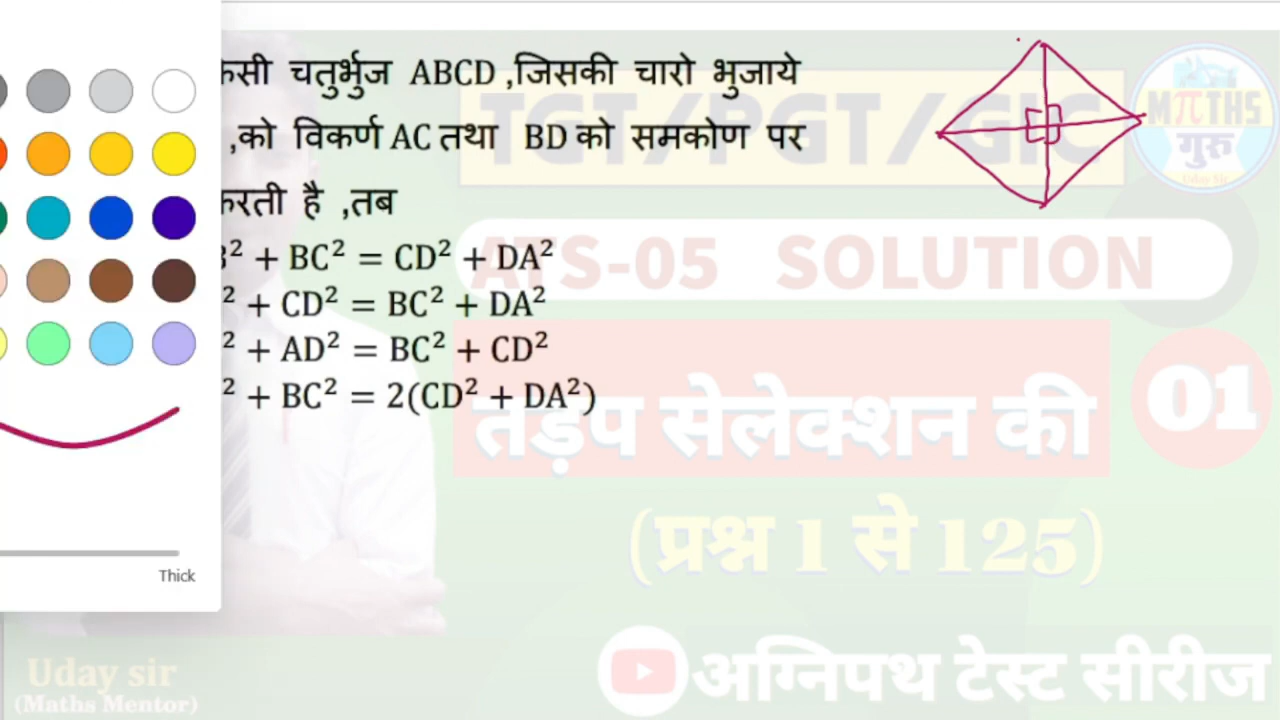 चतुर्भुज ABCD ,जिसकी चारो भुजाये
,को विकर्ण AC तथा BD को समकोण पर
है ,तब
² + BC² = CD² + DA²
² + CD² = BC² + DA²
² + AD² = BC² + CD²
² + BC² = 2(CD² + DA²)
TGT/PGT/GIC
MπTHS
गुरु
Uday Sir
ATS-05 SOLUTION
तड़प सेलेक्शन की
01
(प्रश्न 1 से 125)
Thick
Uday sir
(Maths Mentor)
अग्निपथ टेस्ट सीरीज